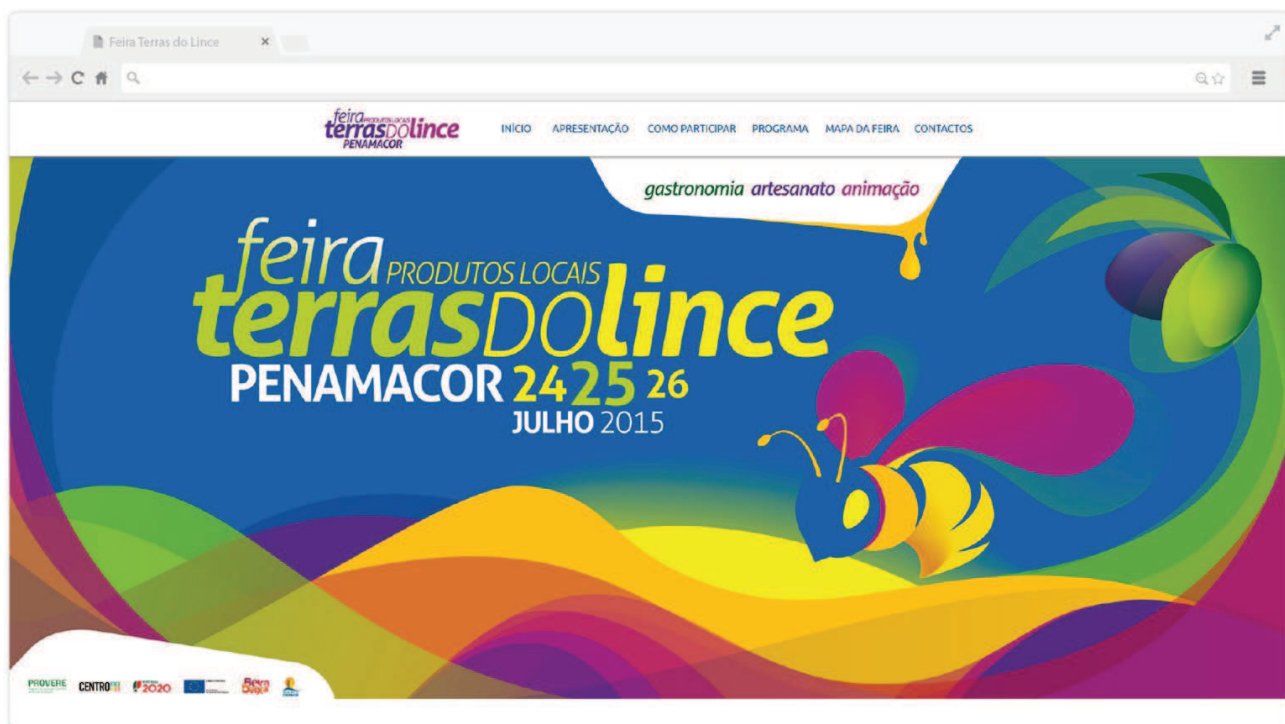 Feira Terras do Lince
feira PRODUTOS LOCAIS
terrasDOlince
PENAMACOR
INÍCIO APRESENTAÇÃO COMO PARTICIPAR PROGRAMA MAPA DA FEIRA CONTACTOS
gastronomia artesanato animação
feira PRODUTOS LOCAIS
terrasDOlince
PENAMACOR 24 25 26
JULHO 2015
PROVERE CENTRO 2020